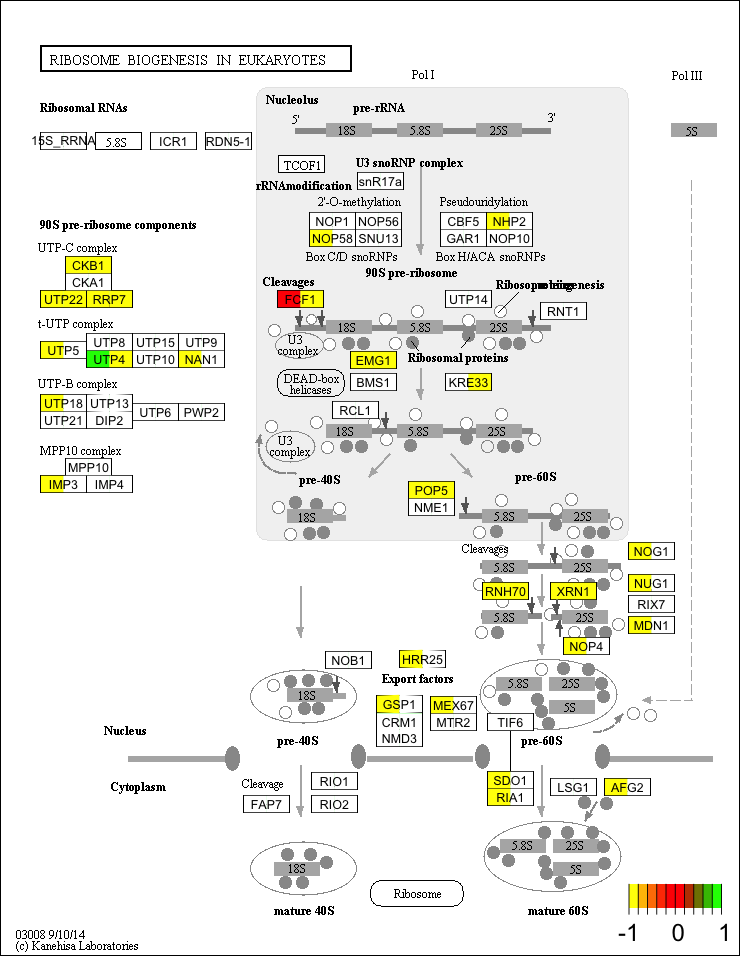 RIBOSOME BIOGENESIS IN EUKARYOTES
Pol I
Pol III
Ribosomal RNAs
Nucleolus
pre-rRNA
5'
3'
18S
5.8S
25S
5S
15S_RRNA
5.8S
ICR1
RDN5-1
TCOF1
U3 snoRNP complex
snR17a
rRNAmodification
2'-O-methylation
Pseudouridylation
NOP1
NOP56
CBF5
NHP2
NOP58
SNU13
GAR1
NOP10
Box C/D snoRNPs
Box H/ACA snoRNPs
90S pre-ribosome components
UTP-C complex
CKB1
CKA1
UTP22
RRP7
90S pre-ribosome
Cleavages
FCF1
UTP14
RNT1
t-UTP complex
UTP5
UTP8
UTP15
UTP9
UTP4
UTP10
NAN1
18S
5.8S
25S
U3
complex
Ribosomal proteins
EMG1
DEAD-box
helicases
BMS1
KRE33
UTP-B complex
UTP18
UTP13
UTP21
DIP2
UTP6
PWP2
RCL1
U3
complex
18S
5.8S
25S
MPP10 complex
MPP10
IMP3
IMP4
pre-40S
pre-60S
POP5
NME1
18S
5.8S
25S
Cleavages
5.8S
25S
NOG1
RNH70
XRN1
NUG1
RIX7
5.8S
25S
MDN1
NOP4
NOB1
HRR25
Export factors
18S
GSP1
MEX67
CRM1
MTR2
NMD3
5.8S
25S
5S
TIF6
Nucleus
pre-40S
pre-60S
Cytoplasm
Cleavage
FAP7
RIO1
RIO2
SDO1
RIA1
LSG1
AFG2
18S
5.8S
25S
5S
Ribosome
mature 40S
mature 60S
-1
0
1
03008 9/10/14
(c) Kanehisa Laboratories